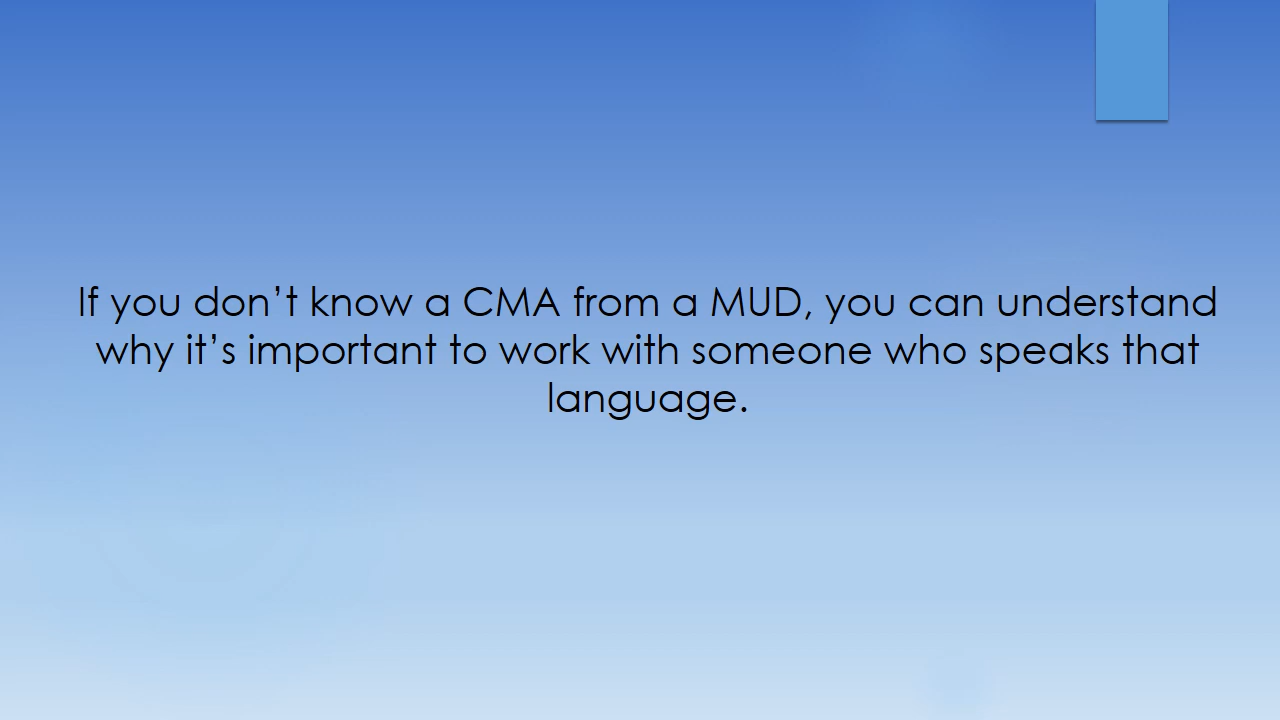 If you don’t know a CMA from a MUD, you can understand
why it’s important to work with someone who speaks that
language.